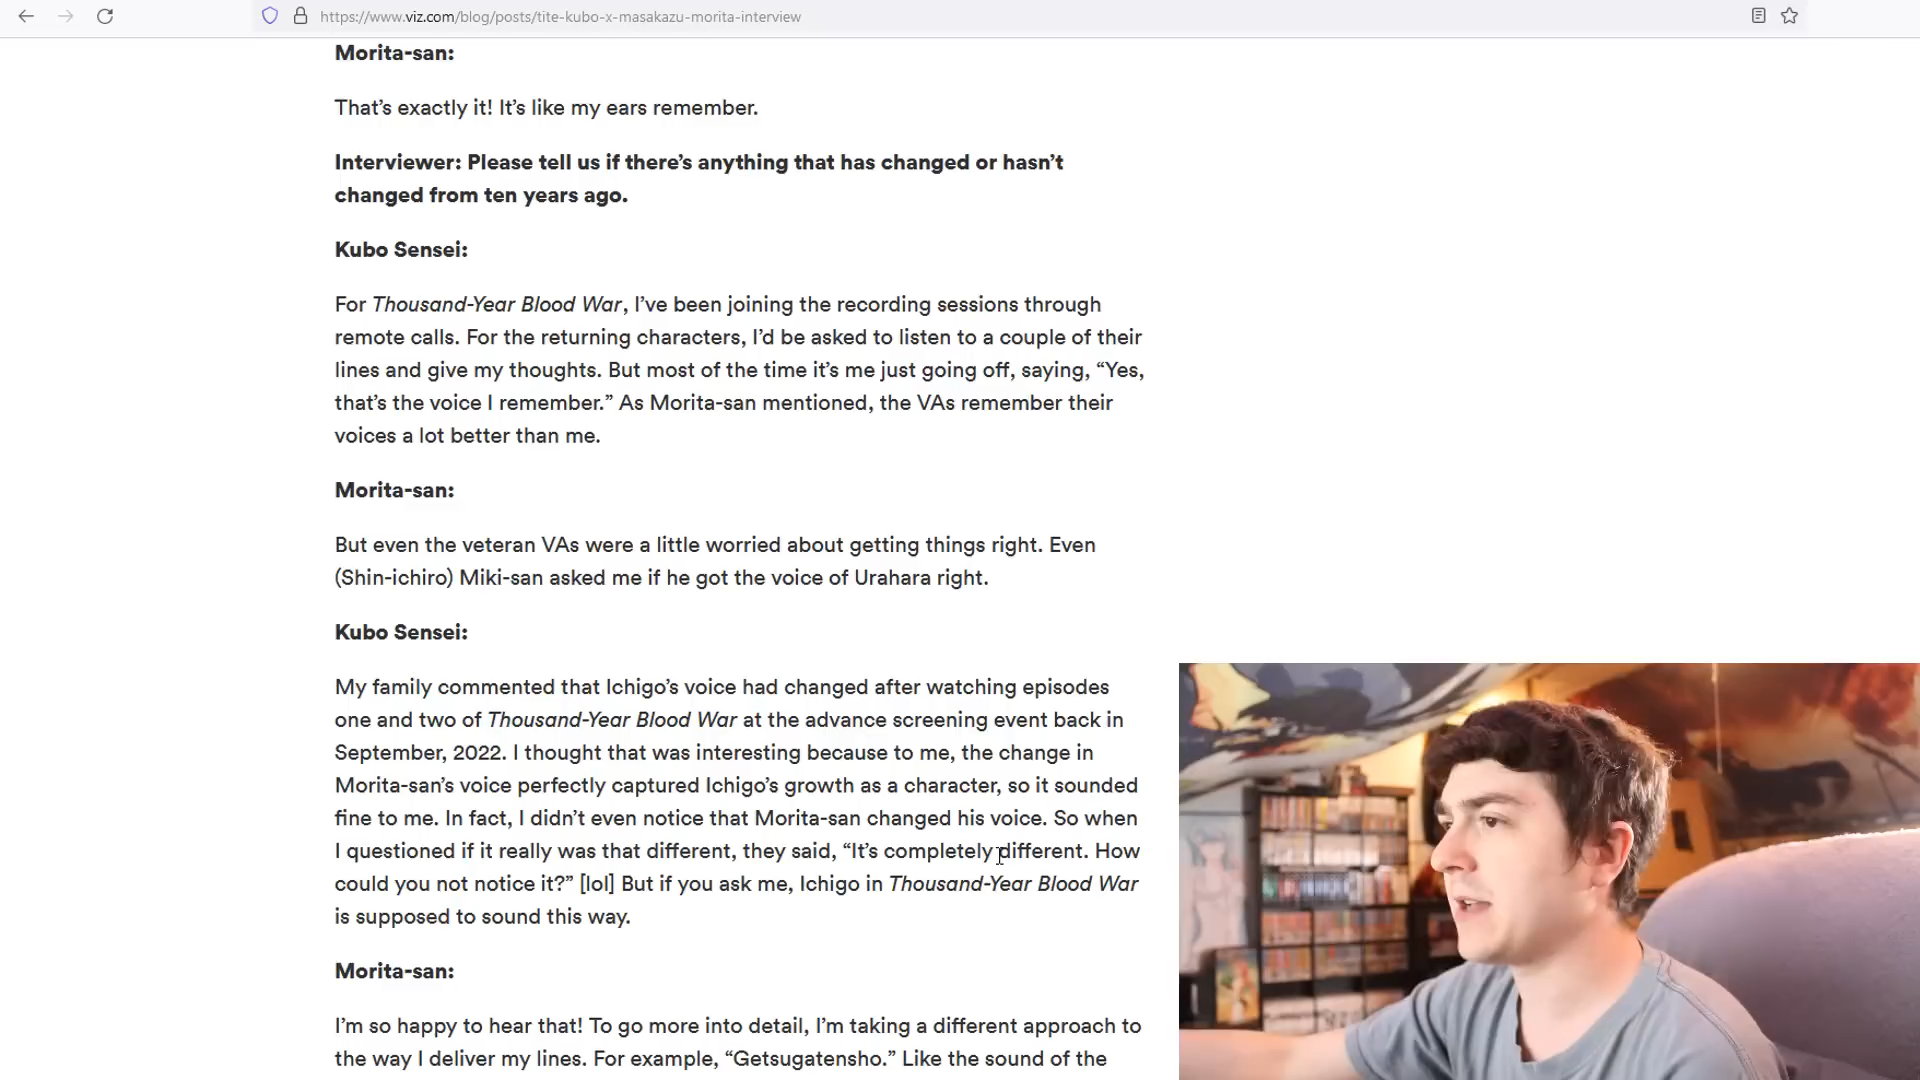 https://www.viz.com/blog/posts/tite-kubo-x-masakazu-morita-interview
Morita-san:
That’s exactly it! It’s like my ears remember.
Interviewer: Please tell us if there’s anything that has changed or hasn’t
changed from ten years ago.
Kubo Sensei:
For Thousand-Year Blood War, I’ve been joining the recording sessions through
remote calls. For the returning characters, I’d be asked to listen to a couple of their
lines and give my thoughts. But most of the time it’s me just going off, saying, “Yes,
that’s the voice I remember.” As Morita-san mentioned, the VAs remember their
voices a lot better than me.
Morita-san:
But even the veteran VAs were a little worried about getting things right. Even
(Shin-ichiro) Miki-san asked me if he got the voice of Urahara right.
Kubo Sensei:
My family commented that Ichigo’s voice had changed after watching episodes
one and two of Thousand-Year Blood War at the advance screening event back in
September, 2022. I thought that was interesting because to me, the change in
Morita-san’s voice perfectly captured Ichigo’s growth as a character, so it sounded
fine to me. In fact, I didn’t even notice that Morita-san changed his voice. So when
I questioned if it really was that different, they said, “It’s completely different. How
could you not notice it?” [lol] But if you ask me, Ichigo in Thousand-Year Blood War
is supposed to sound this way.
Morita-san:
I’m so happy to hear that! To go more into detail, I’m taking a different approach to
the way I deliver my lines. For example, “Getsugatensho.” Like the sound of the